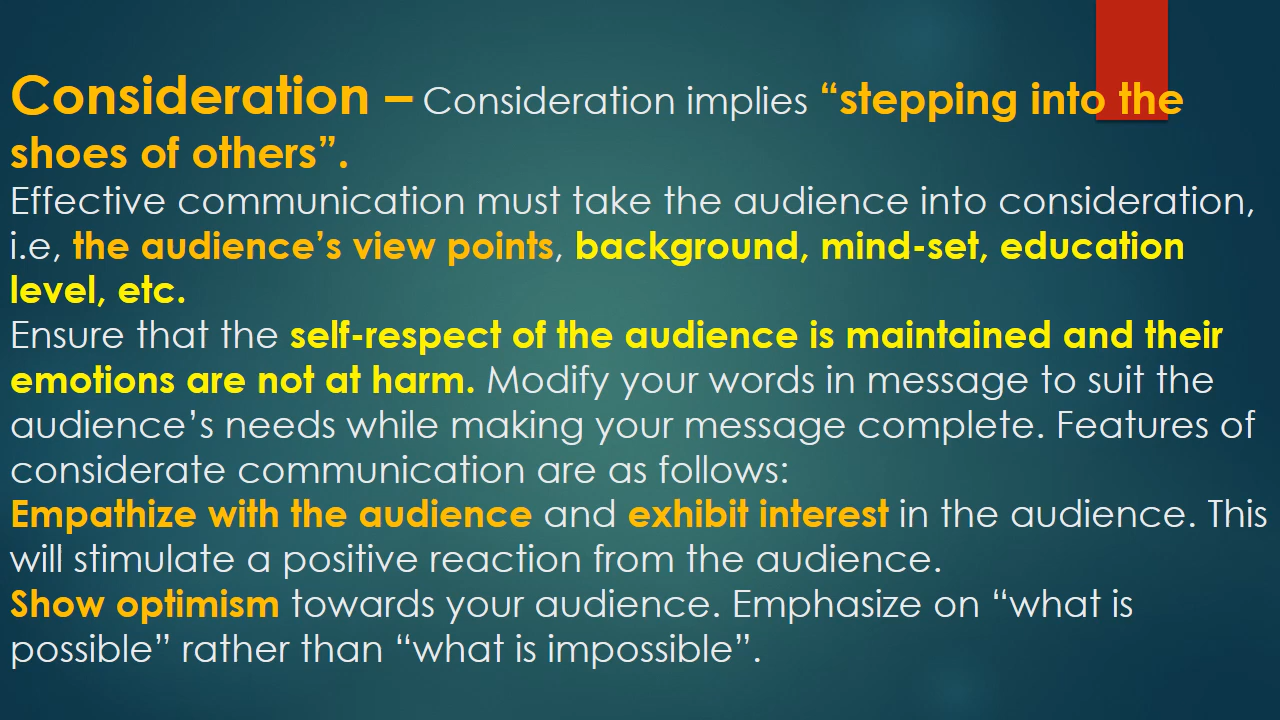 Consideration – Consideration implies “stepping into the
shoes of others”.
Effective communication must take the audience into consideration,
i.e, the audience’s view points, background, mind-set, education
level, etc.
Ensure that the self-respect of the audience is maintained and their
emotions are not at harm. Modify your words in message to suit the
audience’s needs while making your message complete. Features of
considerate communication are as follows:
Empathize with the audience and exhibit interest in the audience. This
will stimulate a positive reaction from the audience.
Show optimism towards your audience. Emphasize on “what is
possible” rather than “what is impossible”.